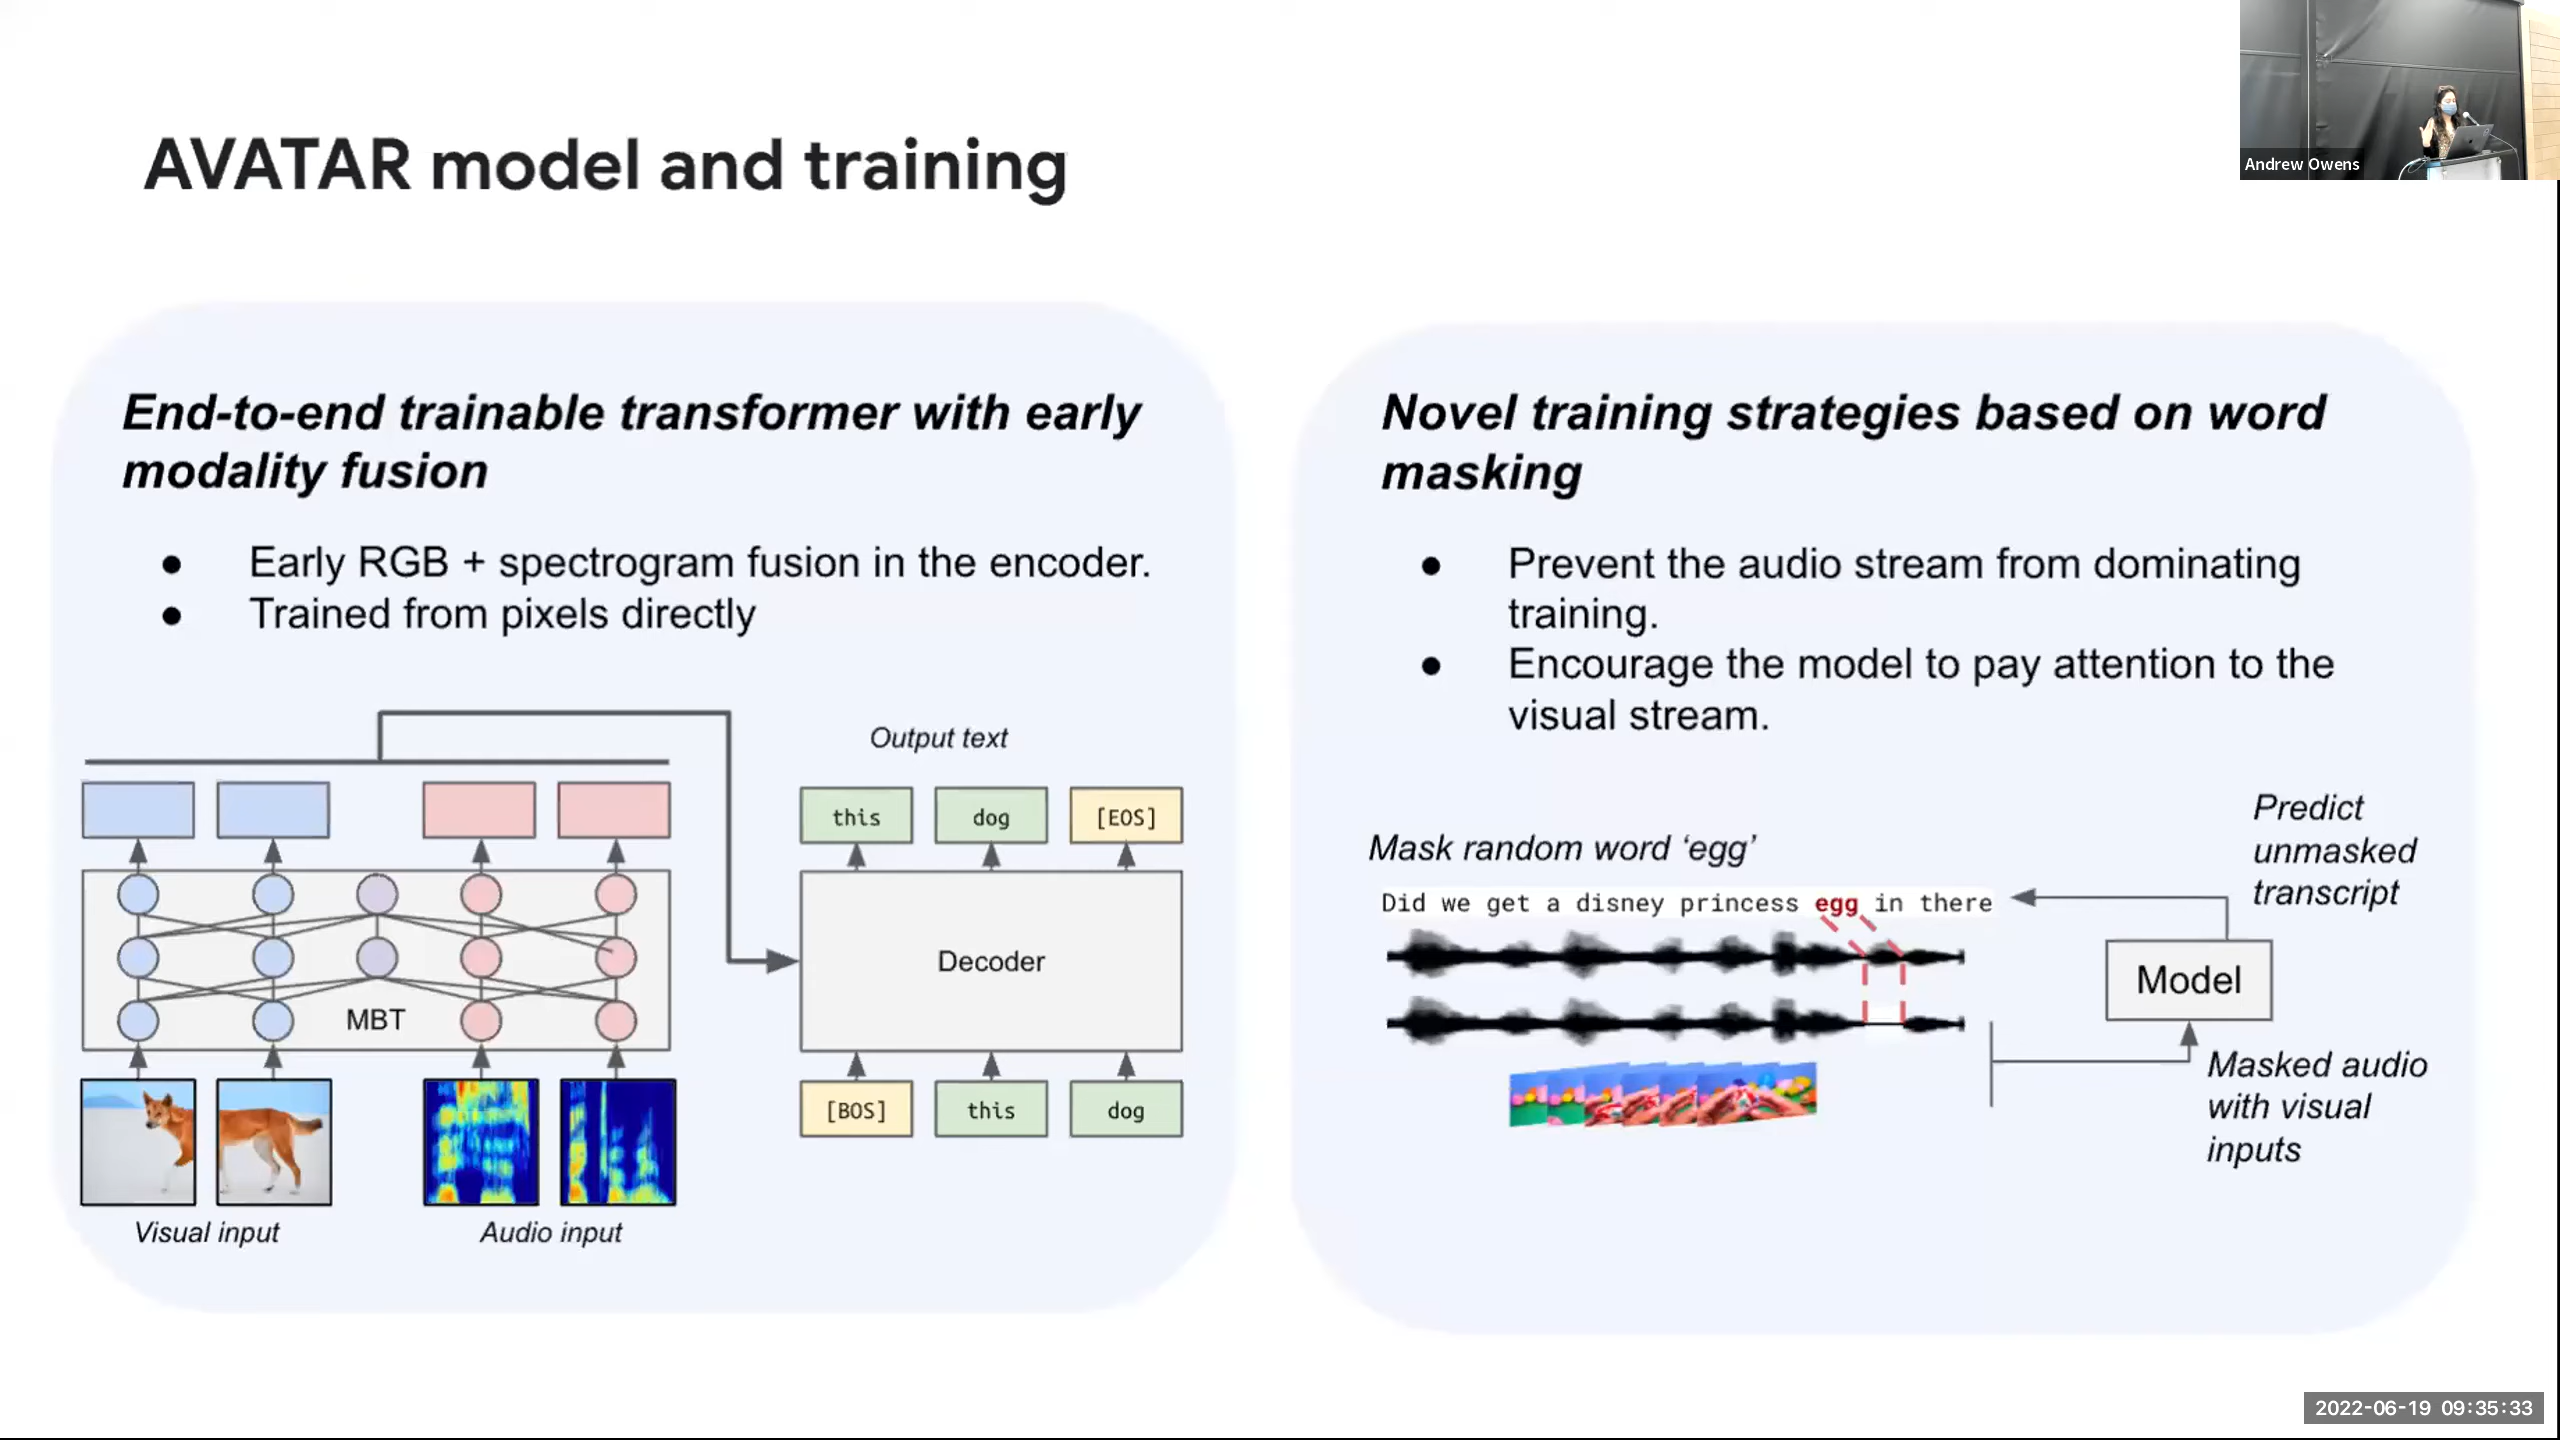 Andrew Owens
AVATAR model and training
End-to-end trainable transformer with early
modality fusion
● Early RGB + spectrogram fusion in the encoder.
● Trained from pixels directly
Output text
this dog [EOS]
Decoder
MBT
[BOS] this dog
Visual input Audio input
Novel training strategies based on word
masking
● Prevent the audio stream from dominating
training.
● Encourage the model to pay attention to the
visual stream.
Mask random word ‘egg’
Did we get a disney princess egg in there
Predict
unmasked
transcript
Model
Masked audio
with visual
inputs
2022-06-19 09:35:33